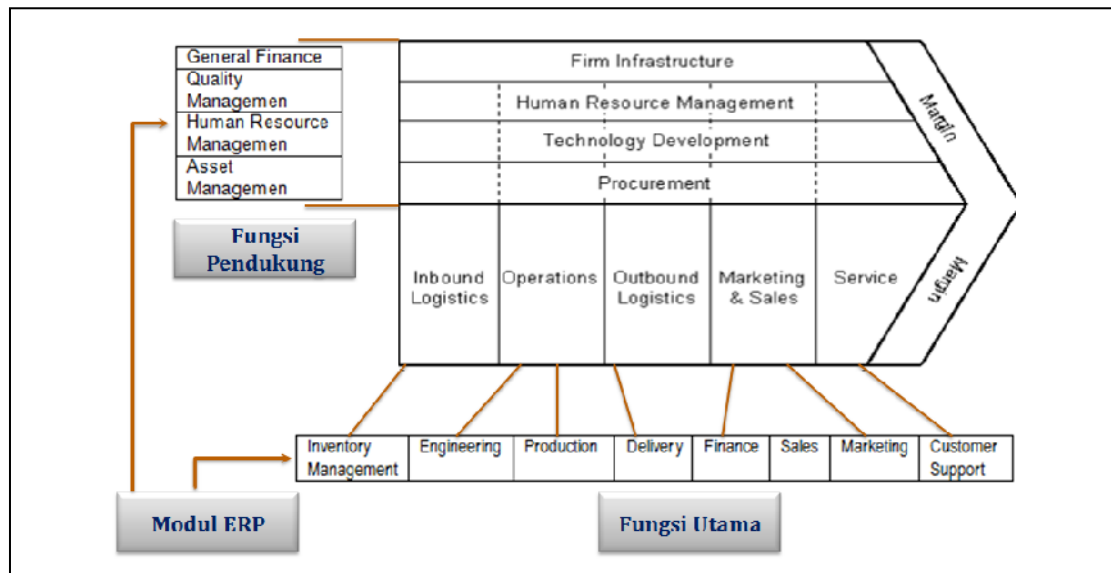 General Finance
Quality
Managemen
Human Resource
Managemen
Asset
Managemen
Fungsi
Pendukung
Firm Infrastructure
Human Resource Management
Technology Development
Procurement
Margin
Inbound
Logistics
Operations
Outbound
Logistics
Marketing
& Sales
Service
Margin
Inventory
Management
Engineering
Production
Delivery
Finance
Sales
Marketing
Customer
Support
Modul ERP
Fungsi Utama